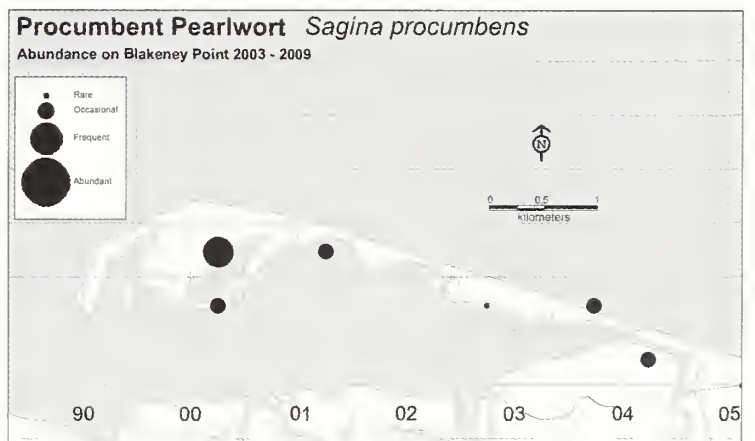 Procumbent Pearlwort Sagina procumbens
Abundance on Blakeney Point 2003 - 2009
Rare
Occasional
Frequent
Abundant
N
0 0.5 1
kilometers
90 00 01 02 03 04 05